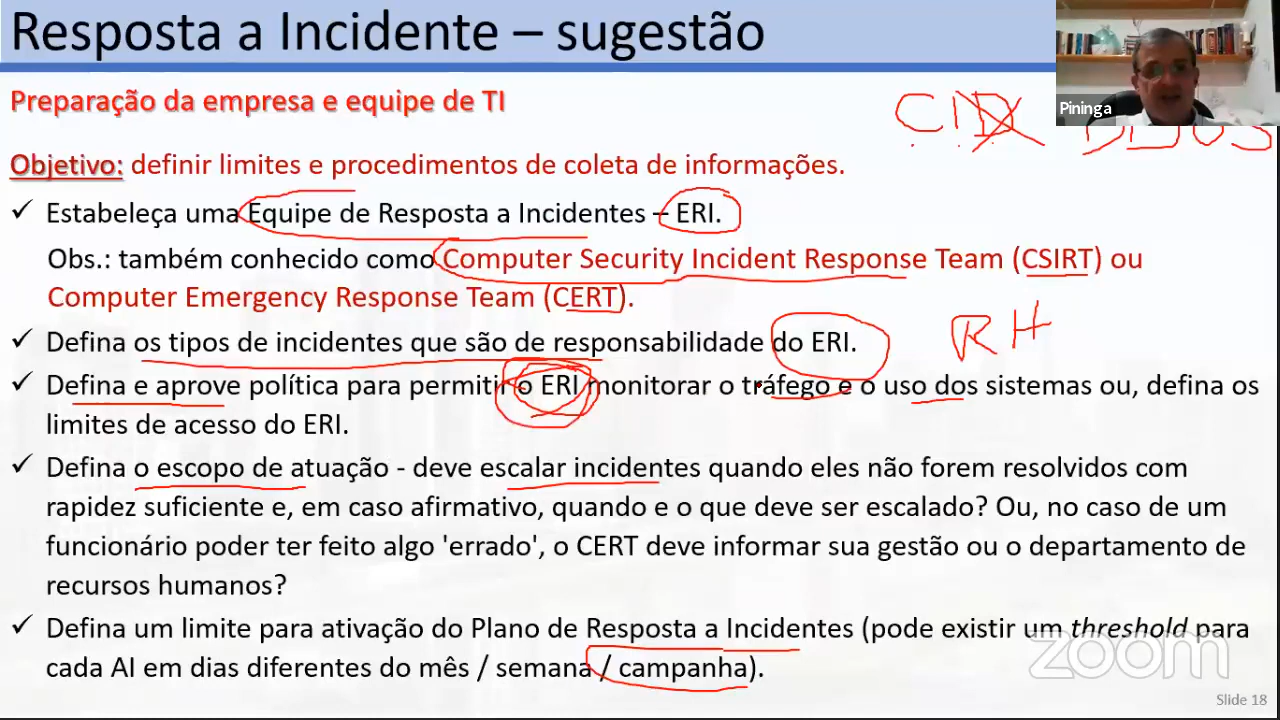 Resposta a Incidente – sugestão
Pininga
Preparação da empresa e equipe de TI
CID
Objetivo: definir limites e procedimentos de coleta de informações.
✓ Estabeleça uma Equipe de Resposta a Incidentes – ERI.
Obs.: também conhecido como Computer Security Incident Response Team (CSIRT) ou
Computer Emergency Response Team (CERT).
RH
✓ Defina os tipos de incidentes que são de responsabilidade do ERI.
✓ Defina e aprove política para permitir o ERI monitorar o tráfego e o uso dos sistemas ou, defina os
limites de acesso do ERI.
✓ Defina o escopo de atuação - deve escalar incidentes quando eles não forem resolvidos com
rapidez suficiente e, em caso afirmativo, quando e o que deve ser escalado? Ou, no caso de um
funcionário poder ter feito algo 'errado', o CERT deve informar sua gestão ou o departamento de
recursos humanos?
✓ Defina um limite para ativação do Plano de Resposta a Incidentes (pode existir um threshold para
cada AI em dias diferentes do mês / semana / campanha).
zoom
Slide 18